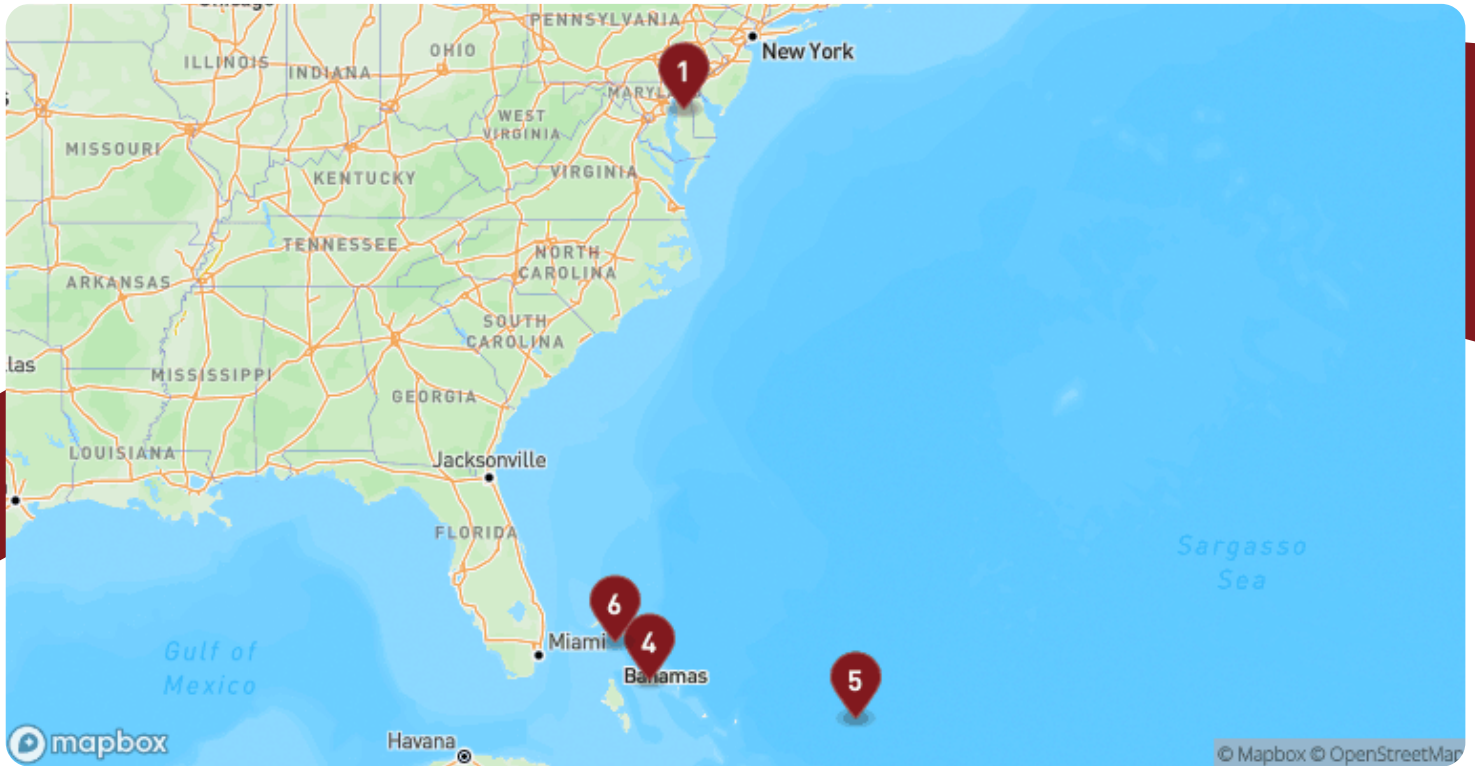 PENNSYLVANIA
New York
OHIO
ILLINOIS
INDIANA
1
WEST
VIRGINIA
MISSOURI
KENTUCKY
VIRGINIA
TENNESSEE
NORTH
CAROLINA
ARKANSAS
SOUTH
CAROLINA
las
MISSISSIPPI
GEORGIA
LOUISIANA
Jacksonville
FLORIDA
Sargasso
Sea
6
4
Miami
Bahamas
5
Gulf of
Mexico
Havana
mapbox
© Mapbox © OpenStreetMap